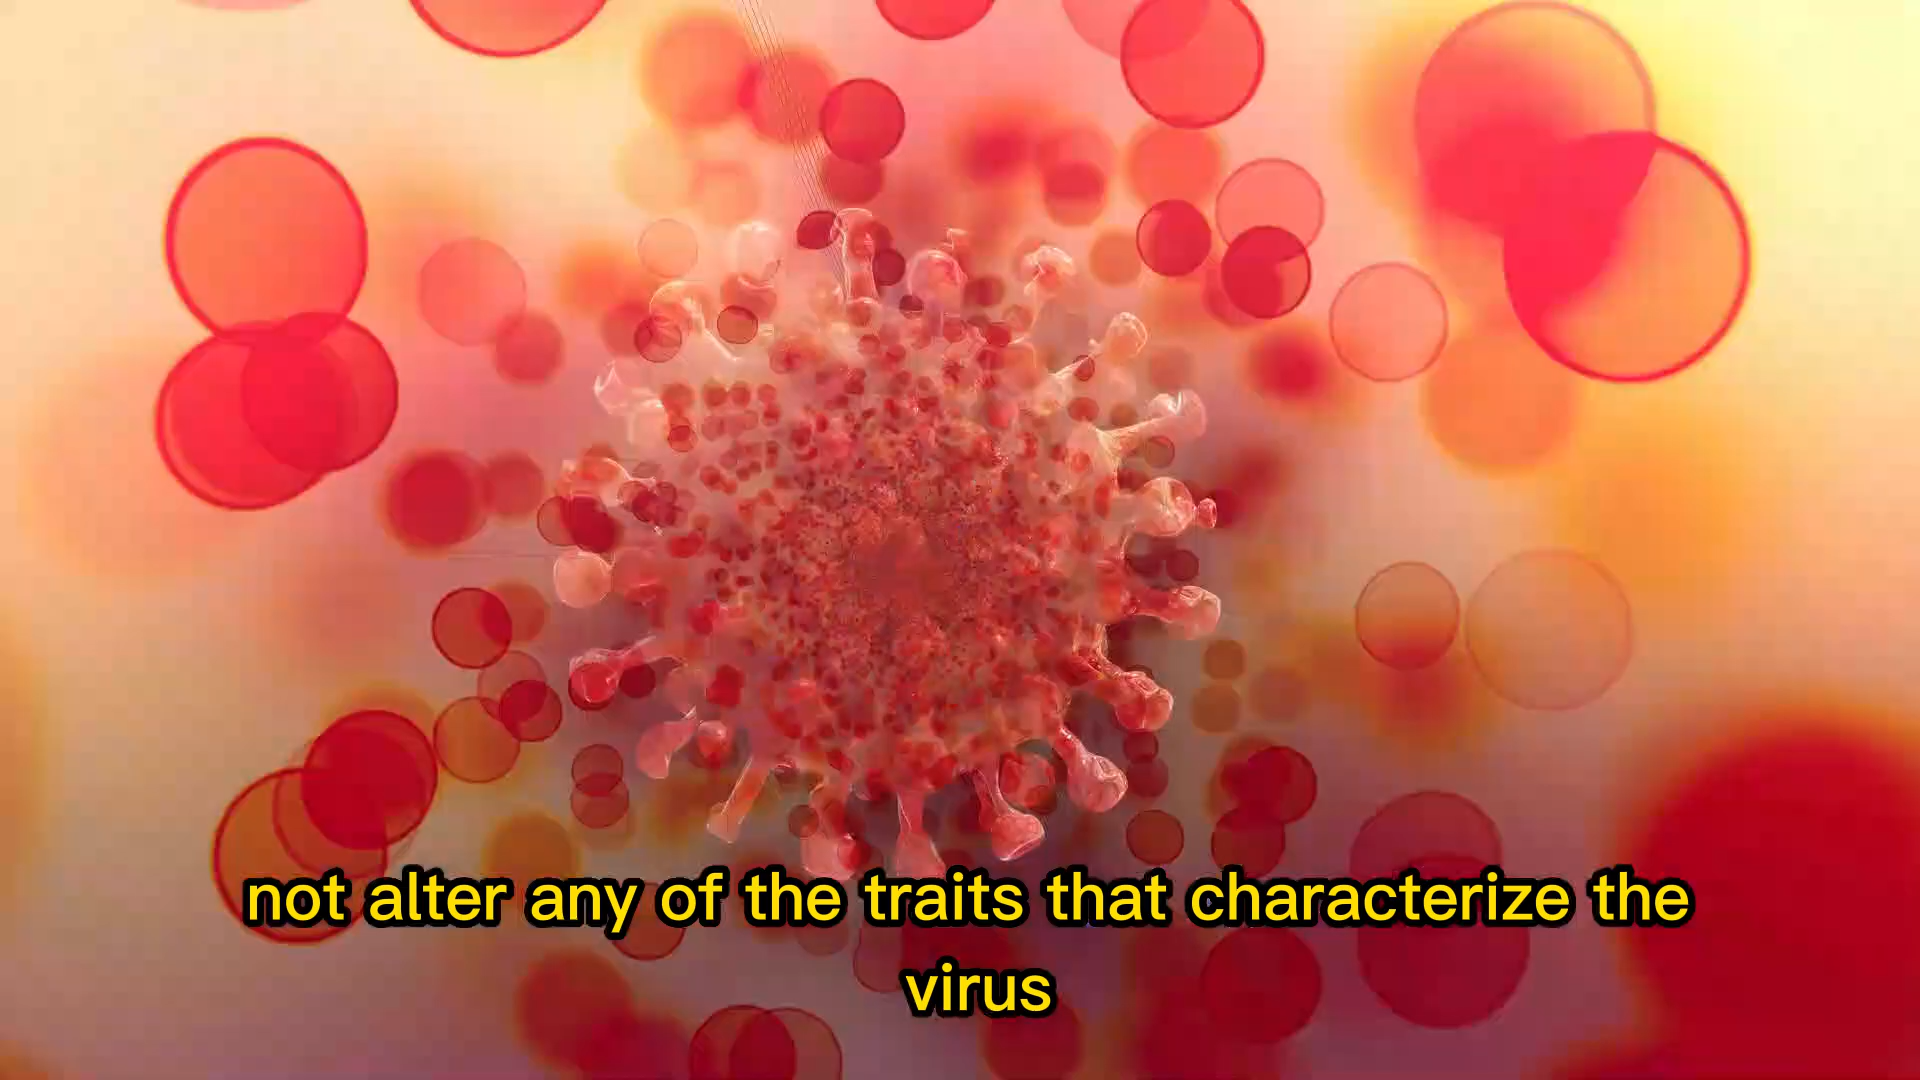 not alter any of the traits that characterize the
virus